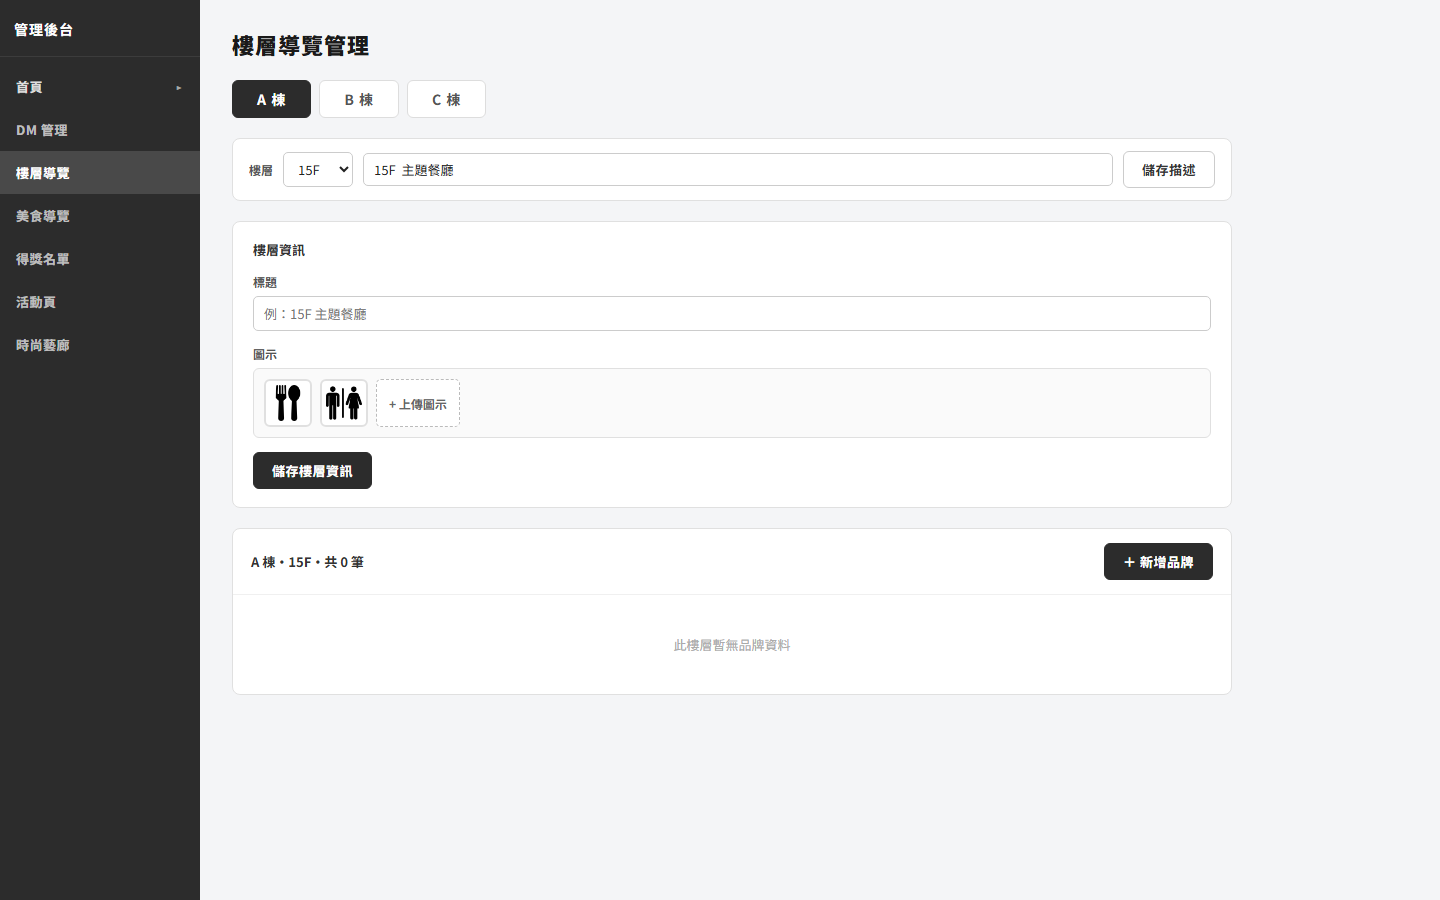 管理後台
首頁
DM 管理
樓層導覽
美食導覽
得獎名單
活動頁
時尚藝廊
樓層導覽管理
A 棟
B 棟
C 棟
樓層 15F 15F 主題餐廳 儲存描述
樓層資訊
標題
例：15F 主題餐廳
圖示
+ 上傳圖示
儲存樓層資訊
A 棟・15F・共 0 筆
＋ 新增品牌
此樓層暫無品牌資料